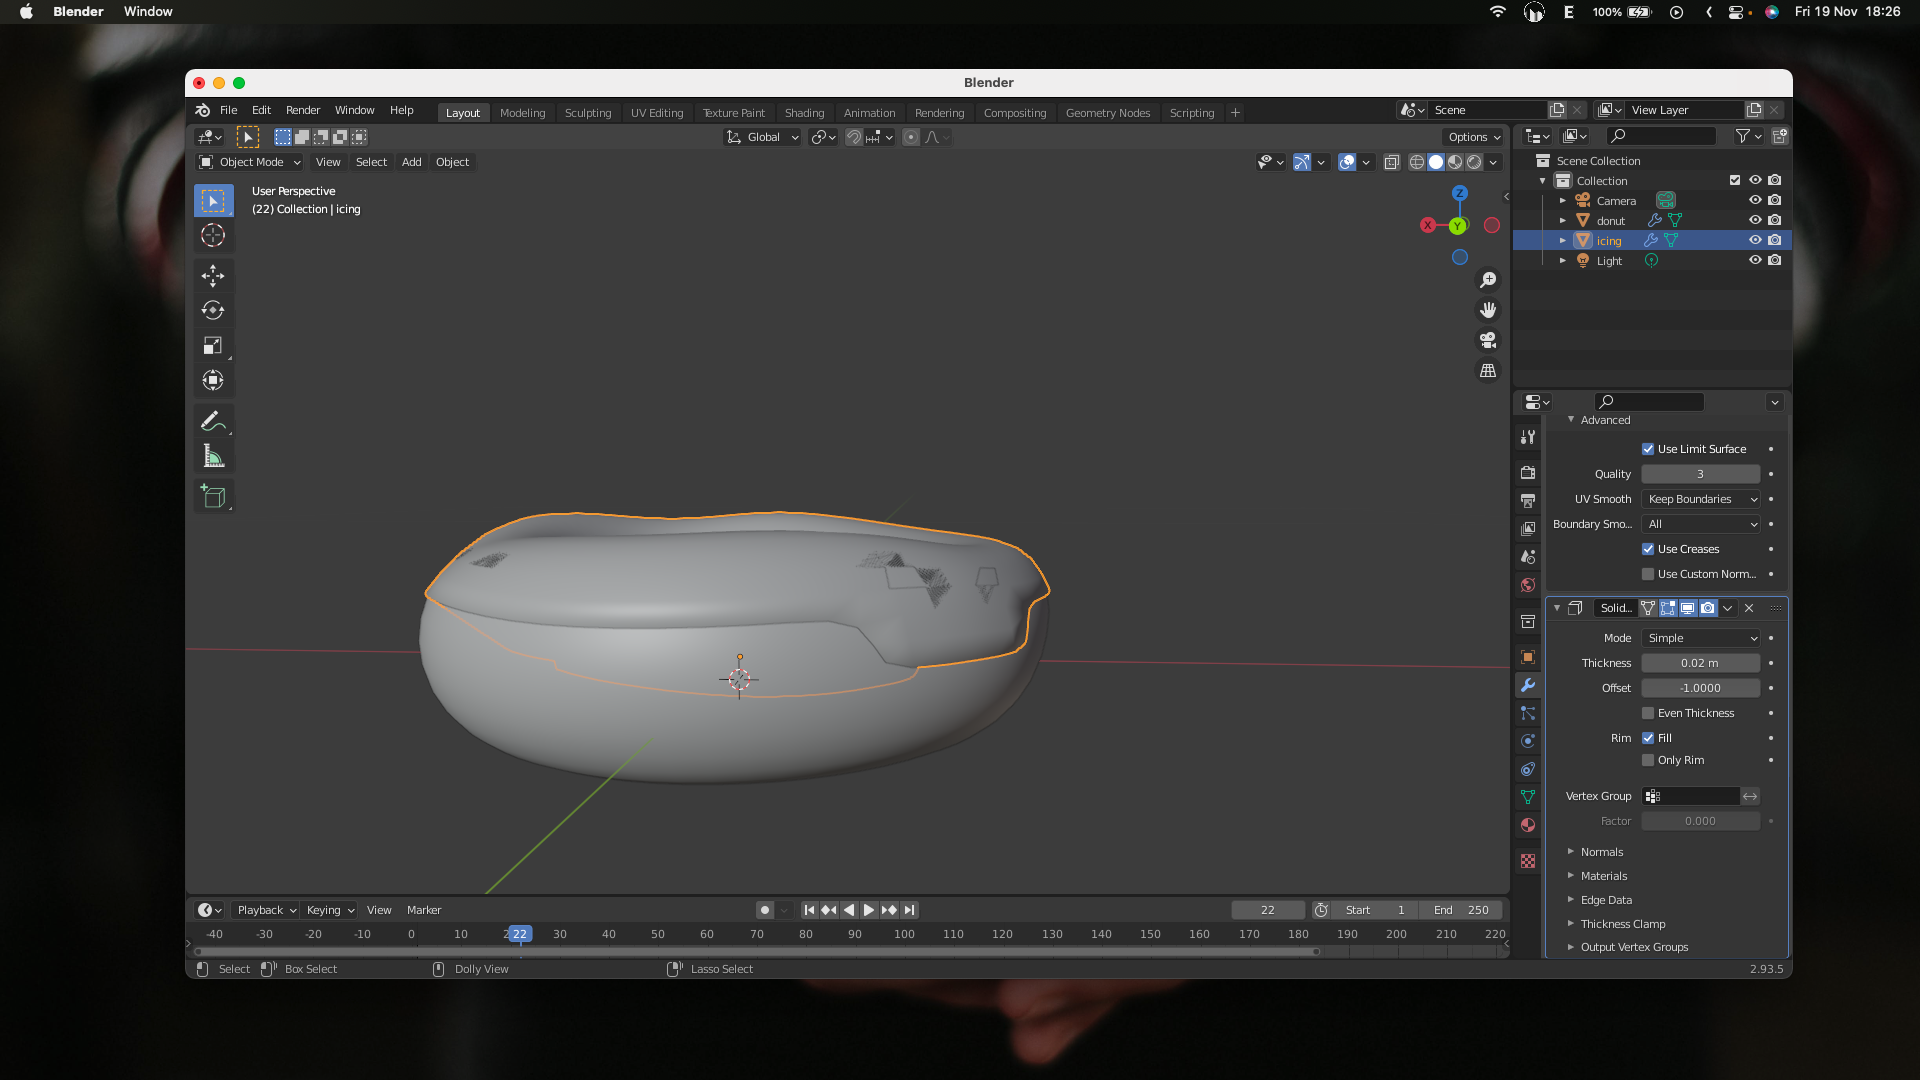 Blender Window E 100% Fri 19 Nov 18:26
Blender
File Edit Render Window Help Layout Modeling Sculpting UV Editing Texture Paint Shading Animation Rendering Compositing Geometry Nodes Scripting + Scene View Layer
Global Options
Object Mode View Select Add Object
User Perspective
(22) Collection | icing
Z
X
Y
Scene Collection
Collection
Camera
donut
icing
Light
Advanced
Use Limit Surface
Quality 3
UV Smooth Keep Boundaries
Boundary Smo... All
Use Creases
Use Custom Norm...
Solid...
Mode Simple
Thickness 0.02 m
Offset -1.0000
Even Thickness
Rim Fill
Only Rim
Vertex Group
Factor 0.000
Normals
Materials
Edge Data
Thickness Clamp
Output Vertex Groups
Playback Keying View Marker 22 Start 1 End 250
-40 -30 -20 -10 0 10 22 30 40 50 60 70 80 90 100 110 120 130 140 150 160 170 180 190 200 210 220
Select Box Select Dolly View Lasso Select 2.93.5